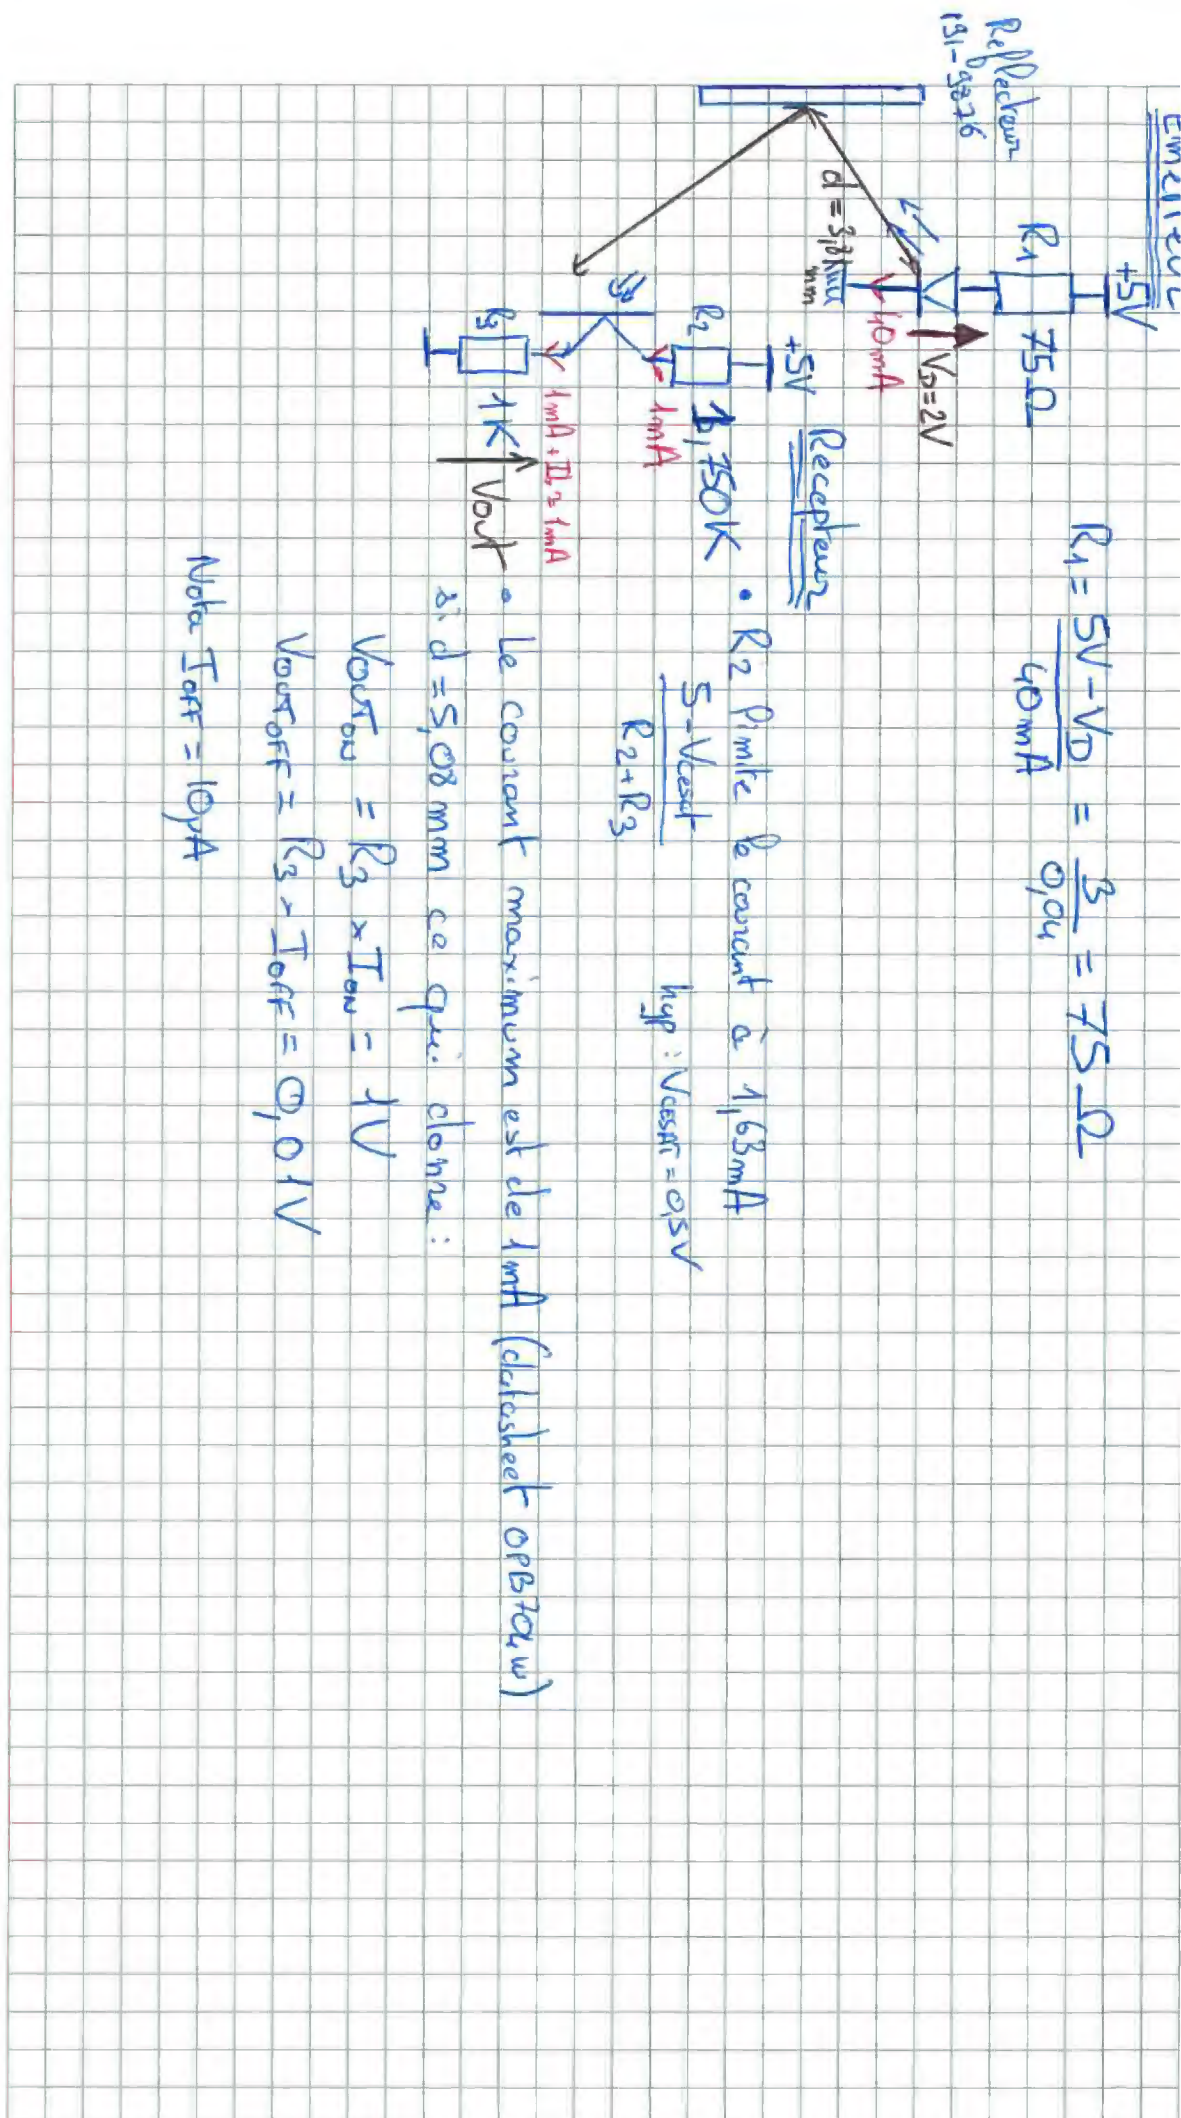 Emetteur
+5V
R1
75Ω
VD=2V
40mA
Reflecteur
191-9876
d = 3,8
mm
R1 = 5V-VD / 40mA = 3 / 0,04 = 75Ω
Recepteur
+5V
R2
1,750K
1mA
1mA + Ib ≈ 1mA
R3
1K
Vout
• R2 limite le courant à 1,63mA
5-Vcesat / R2+R3
hyp : VCESAT = 0,5V
• Le courant maximum est de 1mA (datasheet OPB704w)
si d = 5,08 mm ce qui donne :
VOUTON = R3 × ION = 1V
VOUTOFF = R3 × IOFF = 0,01V
Nota IOFF = 10µA